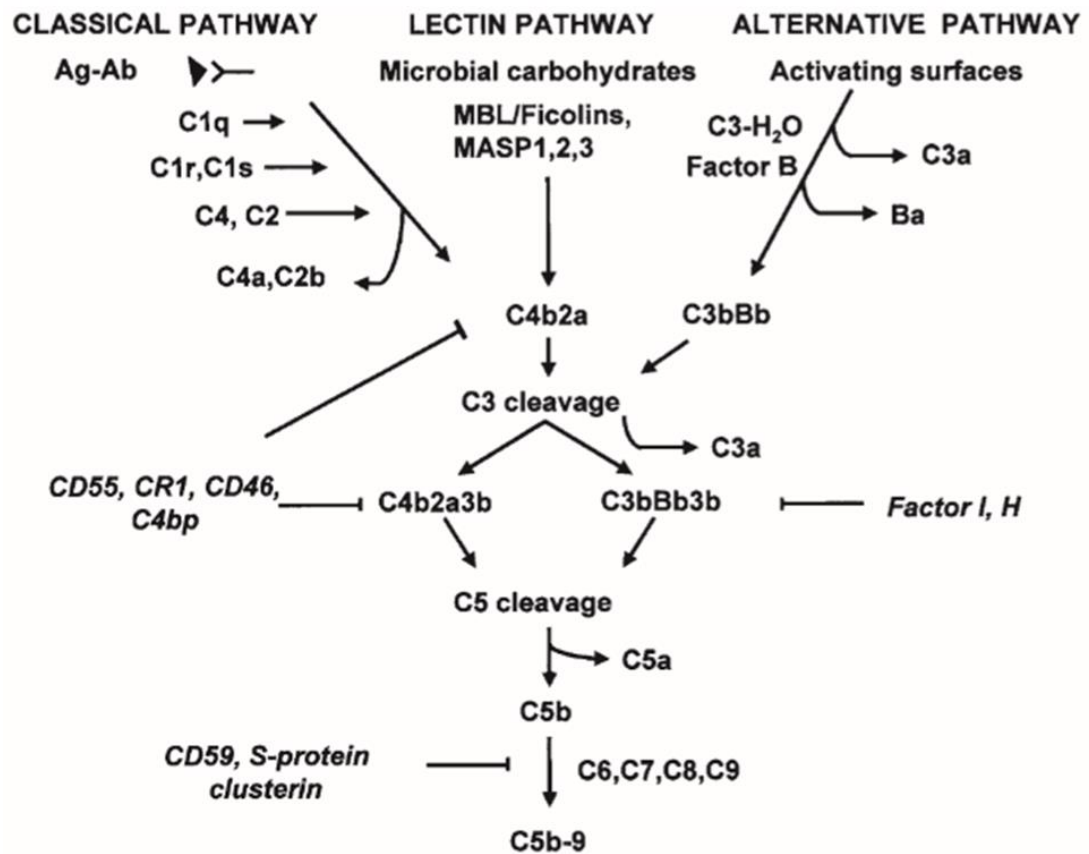 CLASSICAL PATHWAY
LECTIN PATHWAY
ALTERNATIVE PATHWAY
Ag-Ab
Microbial carbohydrates
Activating surfaces
C1q
MBL/Ficolins,
MASP1,2,3
C3-H₂O
C3a
C1r,C1s
Factor B
C4, C2
Ba
C4a,C2b
C4b2a
C3bBb
C3 cleavage
C3a
CD55, CR1, CD46,
C4bp
C4b2a3b
C3bBb3b
Factor I, H
C5 cleavage
C5a
C5b
CD59, S-protein
clusterin
C6,C7,C8,C9
C5b-9